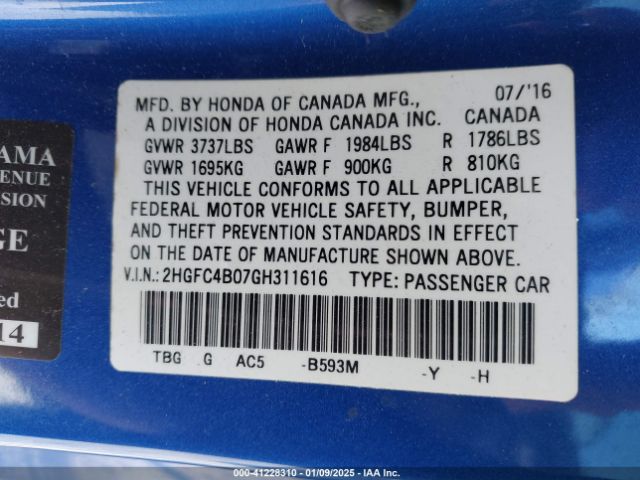 MFD. BY HONDA OF CANADA MFG., 07/'16
A DIVISION OF HONDA CANADA INC. CANADA
GVWR 3737LBS GAWR F 1984LBS R 1786LBS
GVWR 1695KG GAWR F 900KG R 810KG
THIS VEHICLE CONFORMS TO ALL APPLICABLE
FEDERAL MOTOR VEHICLE SAFETY, BUMPER,
AND THEFT PREVENTION STANDARDS IN EFFECT
ON THE DATE OF MANUFACTURE SHOWN ABOVE.
V.I.N.: 2HGFC4B07GH311616 TYPE: PASSENGER CAR
TBG G AC5 -B593M -Y -H
AMA
ENUE
ISION
GE
ed
14
000-41228310 - 01/09/2025 - IAA Inc.